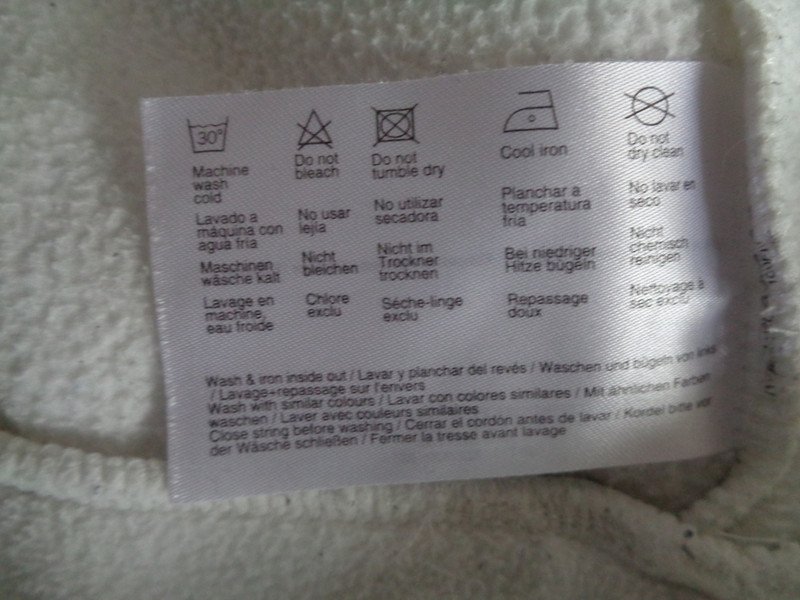 30°
Machine
wash
cold
Do not
bleach
Do not
tumble dry
Cool iron
Do not
dry clean
Lavado a
máquina con
agua fria
No usar
lejia
No utilizar
secadora
Planchar a
temperatura
fria
No lavar en
seco
Maschinen
wäsche kalt
Nicht
bleichen
Nicht im
Trockner
trocknen
Bei niedriger
Hitze bügeln
Nicht
chemisch
reinigen
Lavage en
machine,
eau froide
Chlore
exclu
Séche-linge
exclu
Repassage
doux
Nettoyage à
sec exclu
Wash & iron inside out / Lavar y planchar del revés / Waschen und bügeln von links
/ Lavage+repassage sur l'envers
Wash with similar colours / Lavar con colores similares / Mit ähnlichen Farben
waschen / Laver avec couleurs similaires
Close string before washing / Cerrar el cordón antes de lavar / Kordel bitte vor
der Wäsche schließen / Fermer la tresse avant lavage